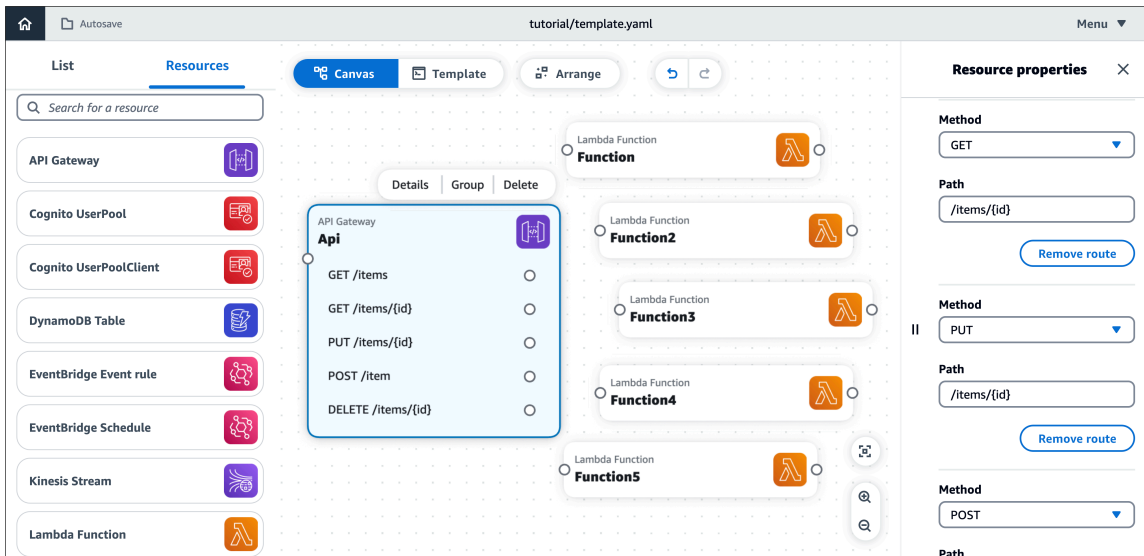 Autosave
tutorial/template.yaml
Menu
List
Resources
Search for a resource
API Gateway
Cognito UserPool
Cognito UserPoolClient
DynamoDB Table
EventBridge Event rule
EventBridge Schedule
Kinesis Stream
Lambda Function
Canvas
Template
Arrange
Details
Group
Delete
API Gateway
Api
GET /items
GET /items/{id}
PUT /items/{id}
POST /item
DELETE /items/{id}
Lambda Function
Function
Lambda Function
Function2
Lambda Function
Function3
Lambda Function
Function4
Lambda Function
Function5
Resource properties
Method
GET
Path
/items/{id}
Remove route
Method
PUT
Path
/items/{id}
Remove route
Method
POST
Path